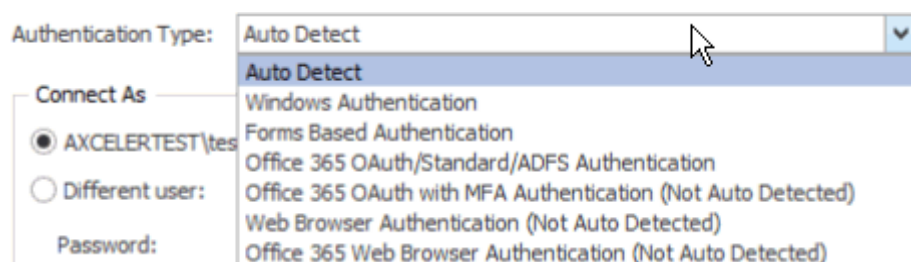 Authentication Type: Auto Detect
Auto Detect
Connect As
Windows Authentication
AXCELERTEST\tes
Forms Based Authentication
Office 365 OAuth/Standard/ADFS Authentication
Different user:
Office 365 OAuth with MFA Authentication (Not Auto Detected)
Web Browser Authentication (Not Auto Detected)
Password:
Office 365 Web Browser Authentication (Not Auto Detected)